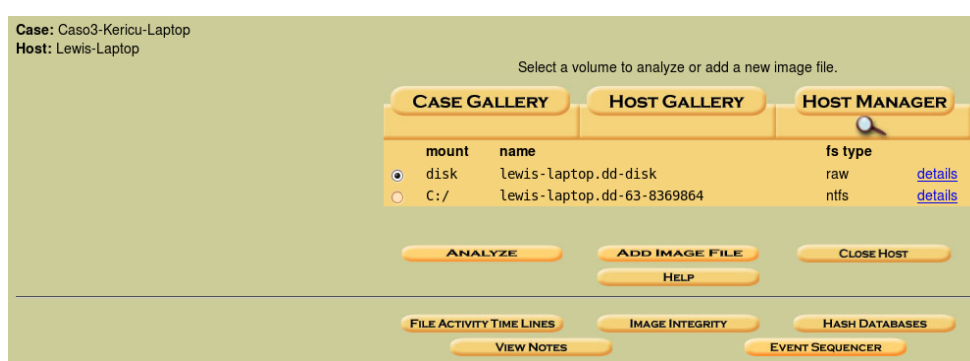 Case: Caso3-Kericu-Laptop
Host: Lewis-Laptop
Select a volume to analyze or add a new image file.
CASE GALLERY HOST GALLERY HOST MANAGER
mount name fs type
disk lewis-laptop.dd-disk raw details
C:/ lewis-laptop.dd-63-8369864 ntfs details
ANALYZE ADD IMAGE FILE CLOSE HOST
HELP
FILE ACTIVITY TIME LINES IMAGE INTEGRITY HASH DATABASES
VIEW NOTES EVENT SEQUENCER